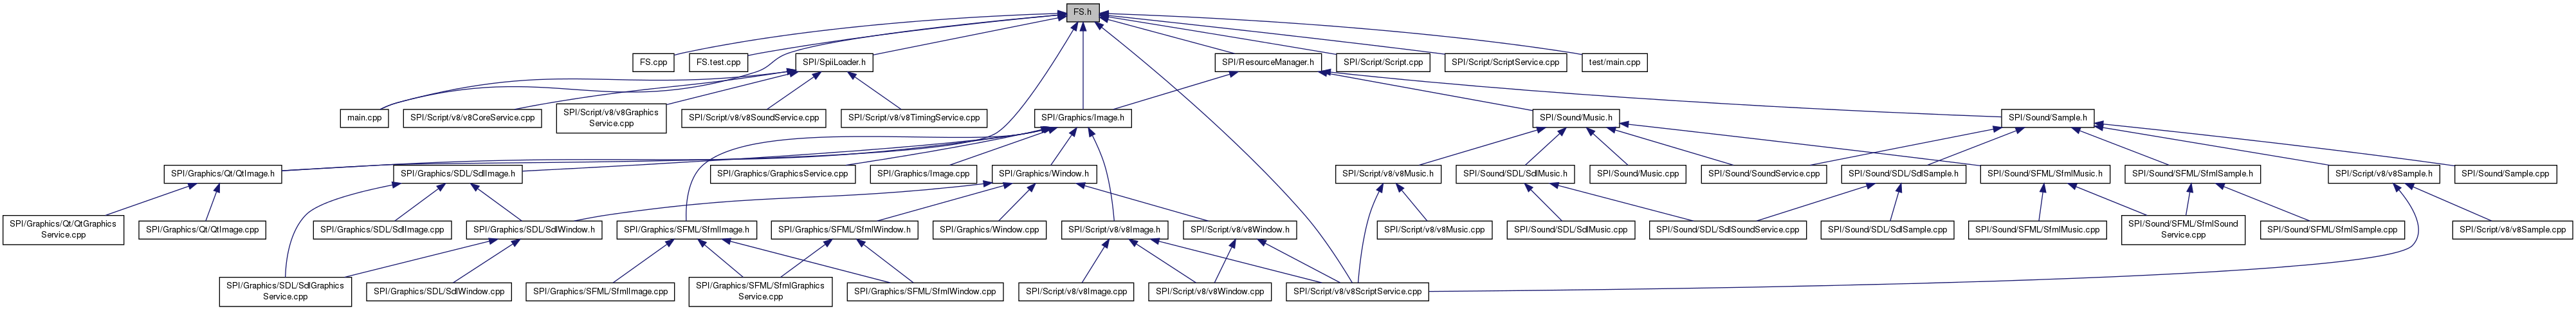 FS.h
FS.cpp
FS.test.cpp
SPI/SpiiLoader.h
SPI/ResourceManager.h
SPI/Script/Script.cpp
SPI/Script/ScriptService.cpp
test/main.cpp
main.cpp
SPI/Script/v8/v8CoreService.cpp
SPI/Script/v8/v8Graphics
Service.cpp
SPI/Script/v8/v8SoundService.cpp
SPI/Script/v8/v8TimingService.cpp
SPI/Graphics/Image.h
SPI/Sound/Music.h
SPI/Sound/Sample.h
SPI/Graphics/Qt/QtImage.h
SPI/Graphics/SDL/SdlImage.h
SPI/Graphics/GraphicsService.cpp
SPI/Graphics/Image.cpp
SPI/Graphics/Window.h
SPI/Script/v8/v8Music.h
SPI/Sound/SDL/SdlMusic.h
SPI/Sound/Music.cpp
SPI/Sound/SoundService.cpp
SPI/Sound/SDL/SdlSample.h
SPI/Sound/SFML/SfmlMusic.h
SPI/Sound/SFML/SfmlSample.h
SPI/Script/v8/v8Sample.h
SPI/Sound/Sample.cpp
SPI/Graphics/Qt/QtGraphics
Service.cpp
SPI/Graphics/Qt/QtImage.cpp
SPI/Graphics/SDL/SdlImage.cpp
SPI/Graphics/SDL/SdlWindow.h
SPI/Graphics/SFML/SfmlImage.h
SPI/Graphics/SFML/SfmlWindow.h
SPI/Graphics/Window.cpp
SPI/Script/v8/v8Image.h
SPI/Script/v8/v8Window.h
SPI/Script/v8/v8Music.cpp
SPI/Sound/SDL/SdlMusic.cpp
SPI/Sound/SDL/SdlSoundService.cpp
SPI/Sound/SDL/SdlSample.cpp
SPI/Sound/SFML/SfmlMusic.cpp
SPI/Sound/SFML/SfmlSound
Service.cpp
SPI/Sound/SFML/SfmlSample.cpp
SPI/Script/v8/v8Sample.cpp
SPI/Graphics/SDL/SdlGraphics
Service.cpp
SPI/Graphics/SDL/SdlWindow.cpp
SPI/Graphics/SFML/SfmlImage.cpp
SPI/Graphics/SFML/SfmlGraphics
Service.cpp
SPI/Graphics/SFML/SfmlWindow.cpp
SPI/Script/v8/v8Image.cpp
SPI/Script/v8/v8Window.cpp
SPI/Script/v8/v8ScriptService.cpp